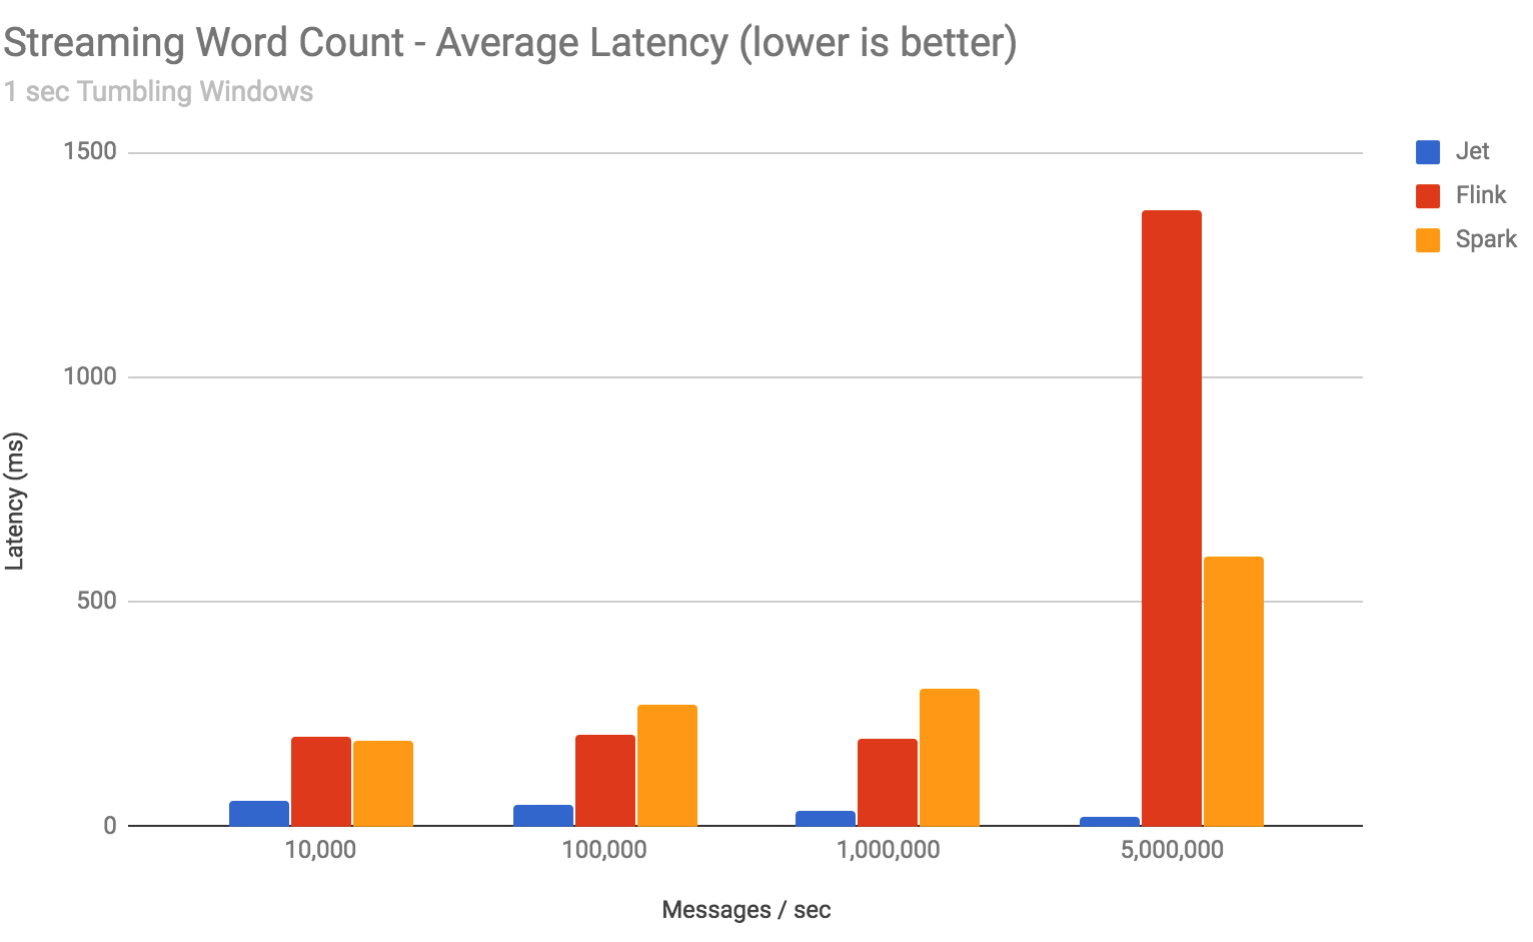 Streaming Word Count - Average Latency (lower is better)
1 sec Tumbling Windows
1500
1000
500
0
Latency (ms)
10,000
100,000
1,000,000
5,000,000
Messages / sec
Jet
Flink
Spark